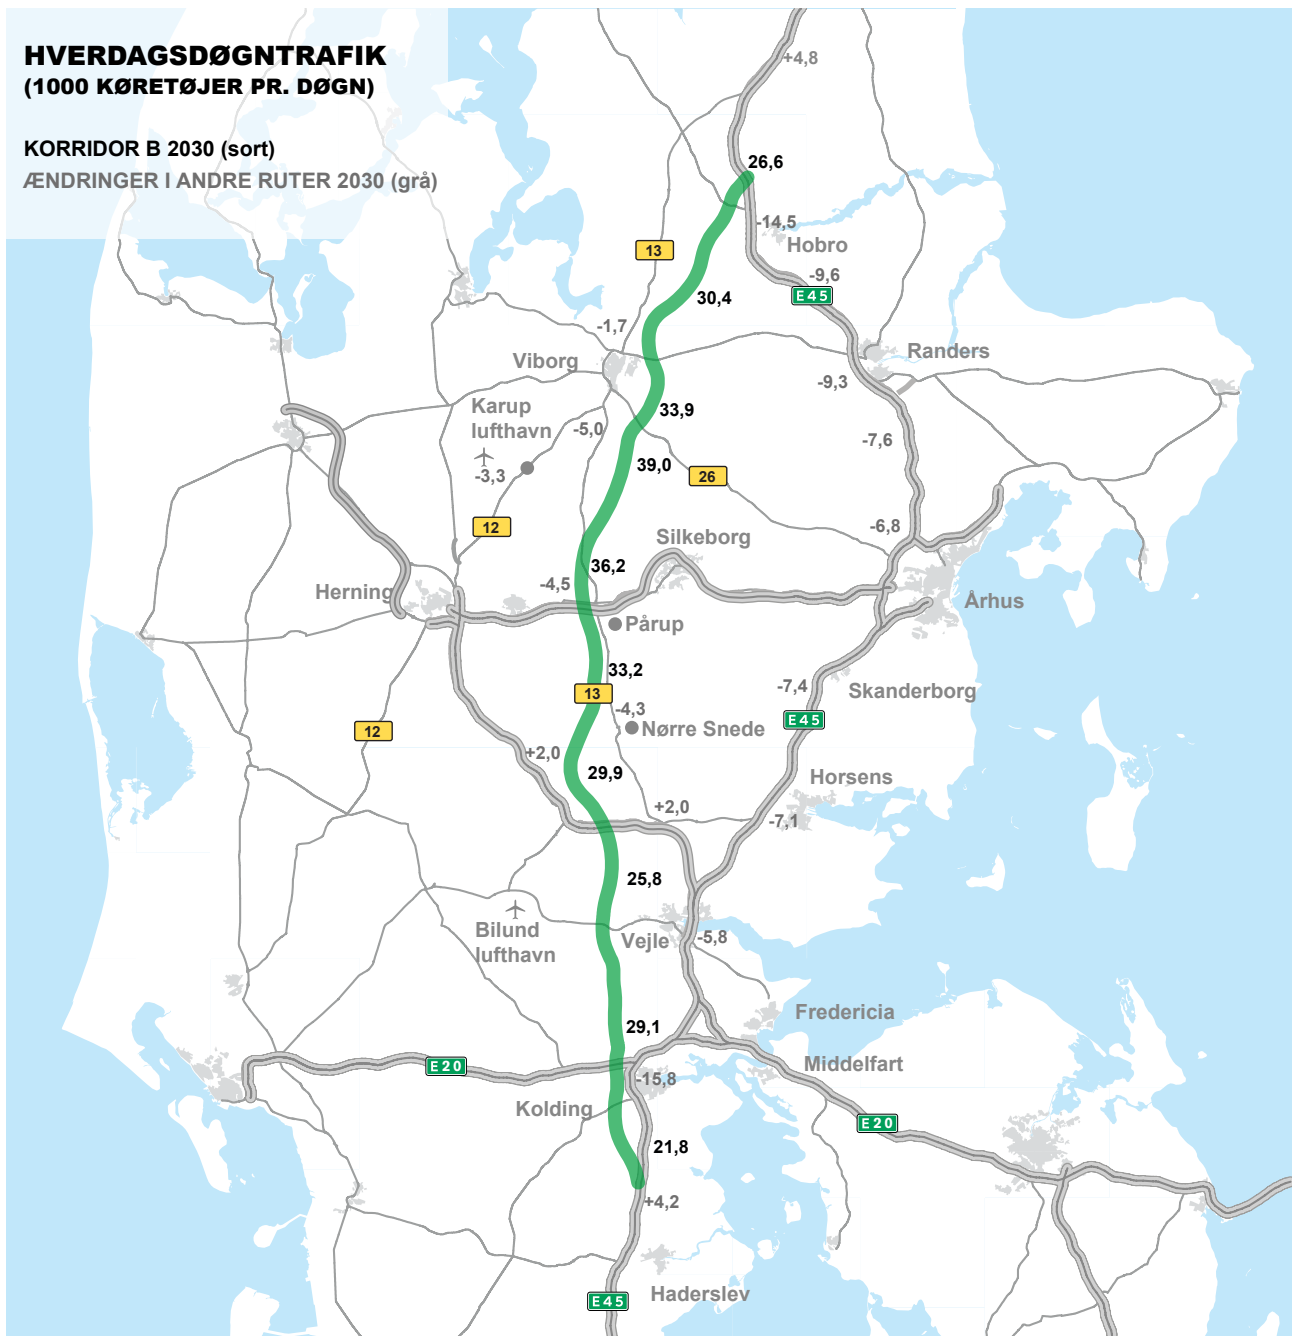 HVERDAGSDØGNTRAFIK
(1000 KØRETØJER PR. DØGN)
KORRIDOR B 2030 (sort)
ÆNDRINGER I ANDRE RUTER 2030 (grå)
+4,8
26,6
-14,5
Hobro
13
-9,6
E45
30,4
-1,7
Viborg
Randers
-9,3
Karup
lufthavn
33,9
-5,0
-7,6
39,0
-3,3
26
12
-6,8
Silkeborg
36,2
-4,5
Herning
Århus
Pårup
33,2
-7,4
Skanderborg
13
-4,3
E45
Nørre Snede
12
+2,0
29,9
Horsens
+2,0
-7,1
25,8
Bilund
lufthavn
Vejle
-5,8
Fredericia
29,1
Middelfart
E20
-15,8
Kolding
E20
21,8
+4,2
Haderslev
E45